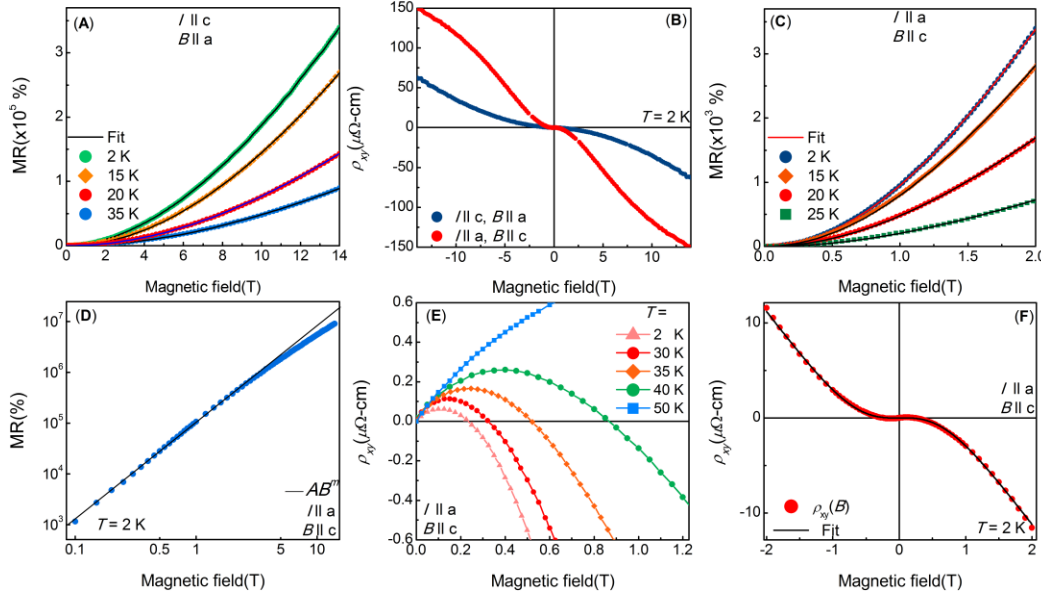 (A)
I || c
B || a
MR(x10⁵ %)
3
2
1
0
Fit
2 K
15 K
20 K
35 K
0 2 4 6 8 10 12 14
Magnetic field(T)
(B)
ρxy(μΩ-cm)
150
100
50
0
-50
-100
-150
T = 2 K
I || c, B || a
I || a, B || c
-10 -5 0 5 10
Magnetic field(T)
(C)
I || a
B || c
MR(x10³ %)
3
2
1
0
Fit
2 K
15 K
20 K
25 K
0.0 0.5 1.0 1.5 2.0
Magnetic field(T)
(D)
MR(%)
10⁷
10⁶
10⁵
10⁴
10³
ABᵐ
I || a
T = 2 K
B || c
0.1 0.5 1 5 10
Magnetic field(T)
(E)
T =
2 K
30 K
35 K
40 K
50 K
ρxy(μΩ-cm)
0.6
0.4
0.2
0.0
-0.2
-0.4
-0.6
I || a
B || c
0.0 0.2 0.4 0.6 0.8 1.0 1.2
Magnetic field(T)
(F)
ρxy(μΩ-cm)
10
0
-10
I || a
B || c
ρxy(B)
Fit
T = 2 K
-2 -1 0 1 2
Magnetic field(T)